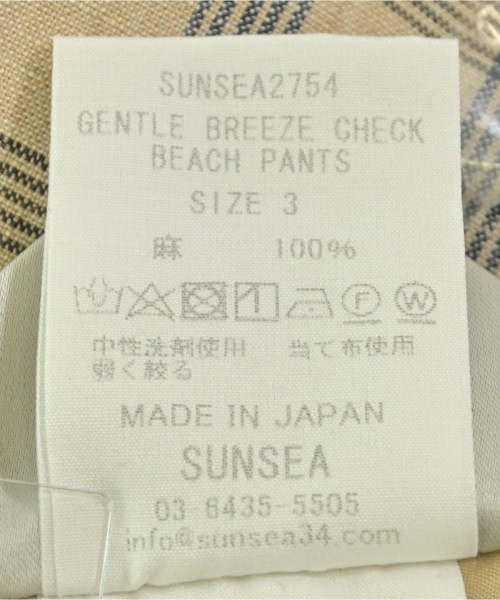 SUNSEA2754
GENTLE BREEZE CHECK
BEACH PANTS
SIZE 3
麻 100%
F W
中性洗剤使用 当て布使用
弱く絞る
MADE IN JAPAN
SUNSEA
03 6435-5505
info@sunsea34.com